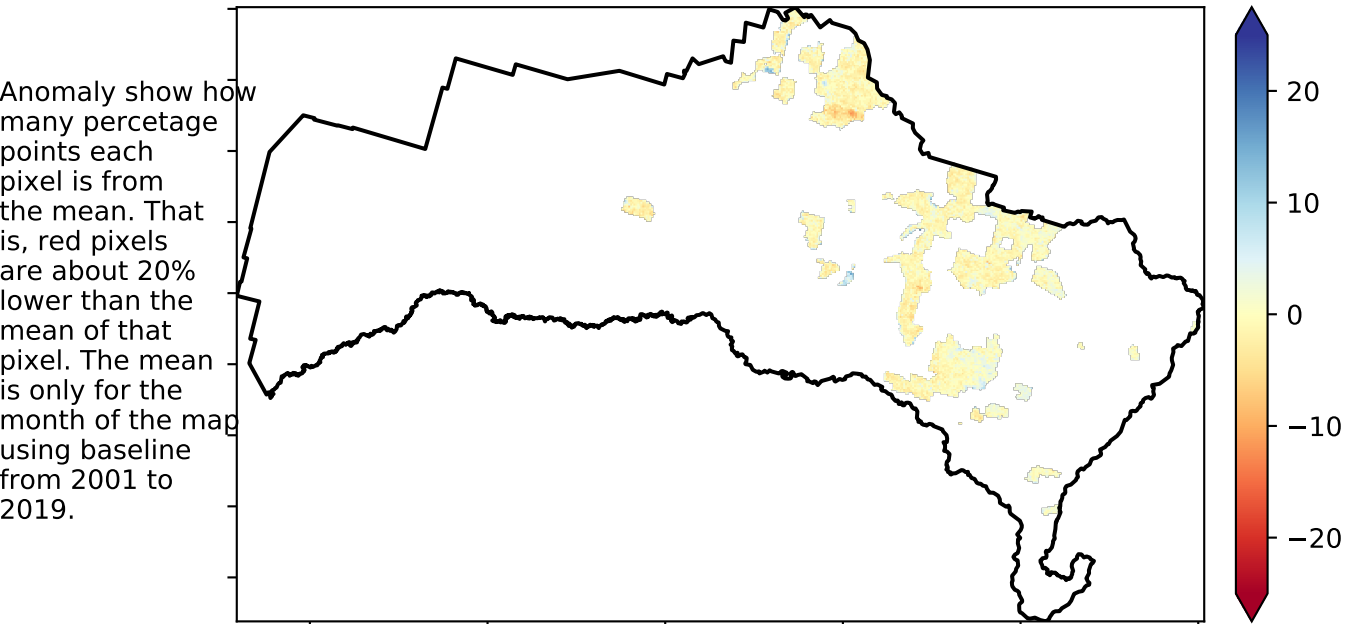 Anomaly show how
many percetage
points each
pixel is from
the mean. That
is, red pixels
are about 20%
lower than the
mean of that
pixel. The mean
is only for the
month of the map
using baseline
from 2001 to
2019.
20
10
0
−10
−20